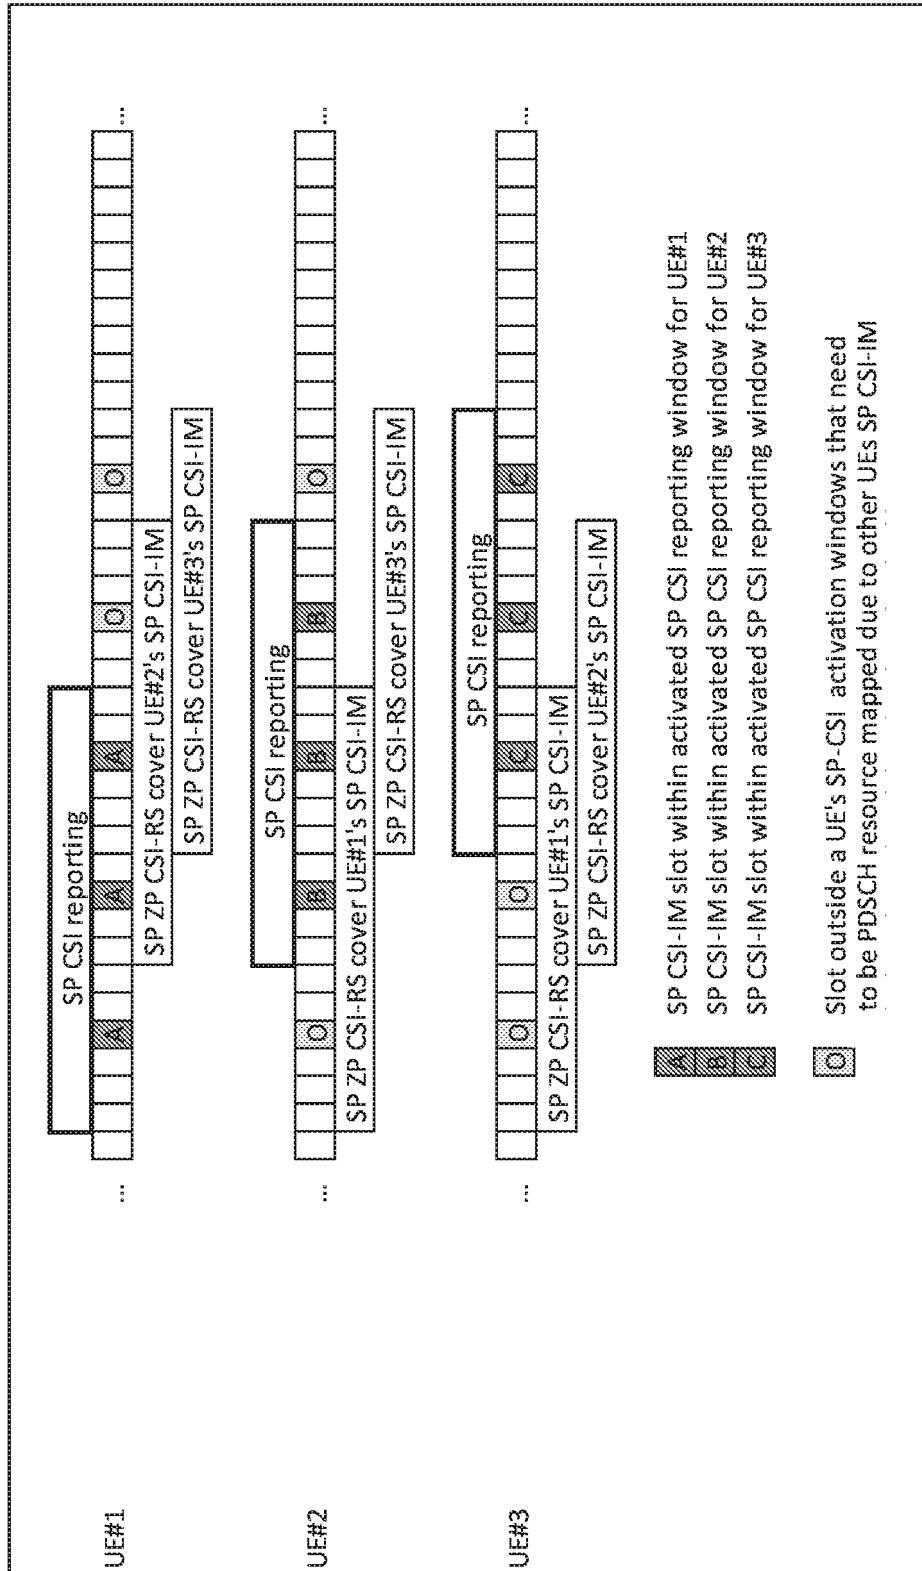 UE#1
SP CSI reporting
... A A A O O ...
SP ZP CSI-RS cover UE#2's SP CSI-IM
SP ZP CSI-RS cover UE#3's SP CSI-IM
UE#2
SP CSI reporting
... O B B B O ...
SP ZP CSI-RS cover UE#1's SP CSI-IM
SP ZP CSI-RS cover UE#3's SP CSI-IM
UE#3
SP CSI reporting
... O O C C C ...
SP ZP CSI-RS cover UE#1's SP CSI-IM
SP ZP CSI-RS cover UE#2's SP CSI-IM
A SP CSI-IM slot within activated SP CSI reporting window for UE#1
B SP CSI-IM slot within activated SP CSI reporting window for UE#2
C SP CSI-IM slot within activated SP CSI reporting window for UE#3
O Slot outside a UE's SP-CSI activation windows that need
to be PDSCH resource mapped due to other UEs SP CSI-IM